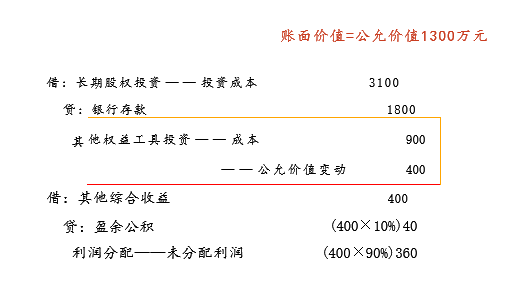 账面价值=公允价值1300万元
借：长期股权投资——投资成本 3100
贷：银行存款 1800
其他权益工具投资——成本 900
——公允价值变动 400
借：其他综合收益 400
贷：盈余公积 (400×10%)40
利润分配——未分配利润 (400×90%)360